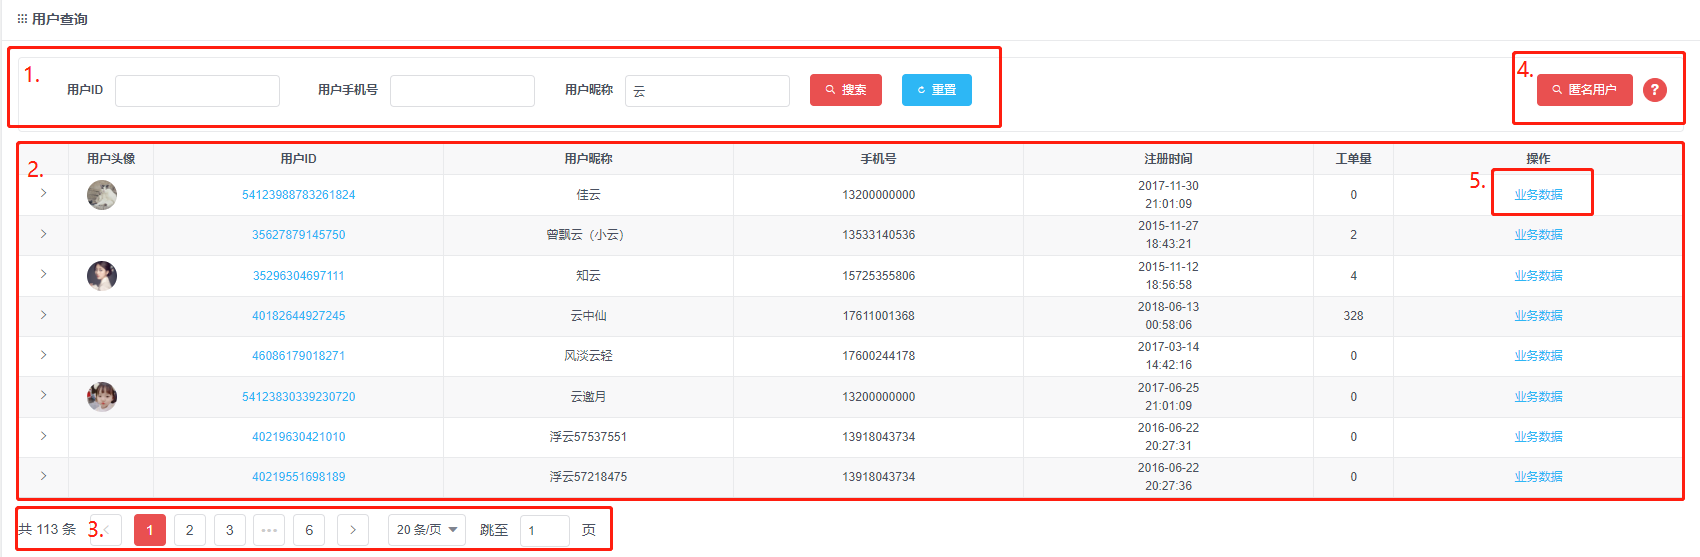 用户查询
1. 用户ID 用户手机号 用户昵称 云 搜索 重置 4. 匿名用户 ?
2. 用户头像 用户ID 用户昵称 手机号 注册时间 工单量 操作
54123988783261824 佳云 13200000000 2017-11-30 21:01:09 0 5. 业务数据
35627879145750 曾飘云（小云） 13533140536 2015-11-27 18:43:21 2 业务数据
35296304697111 知云 15725355806 2015-11-12 18:56:58 4 业务数据
40182644927245 云中仙 17611001368 2018-06-13 00:58:06 328 业务数据
46086179018271 风淡云轻 17600244178 2017-03-14 14:42:16 0 业务数据
54123830339230720 云邀月 13200000000 2017-06-25 21:01:09 0 业务数据
40219630421010 浮云57537551 13918043734 2016-06-22 20:27:31 0 业务数据
40219551698189 浮云57218475 13918043734 2016-06-22 20:27:36 0 业务数据
共 113 条 3. 1 2 3 ••• 6 20 条/页 跳至 1 页